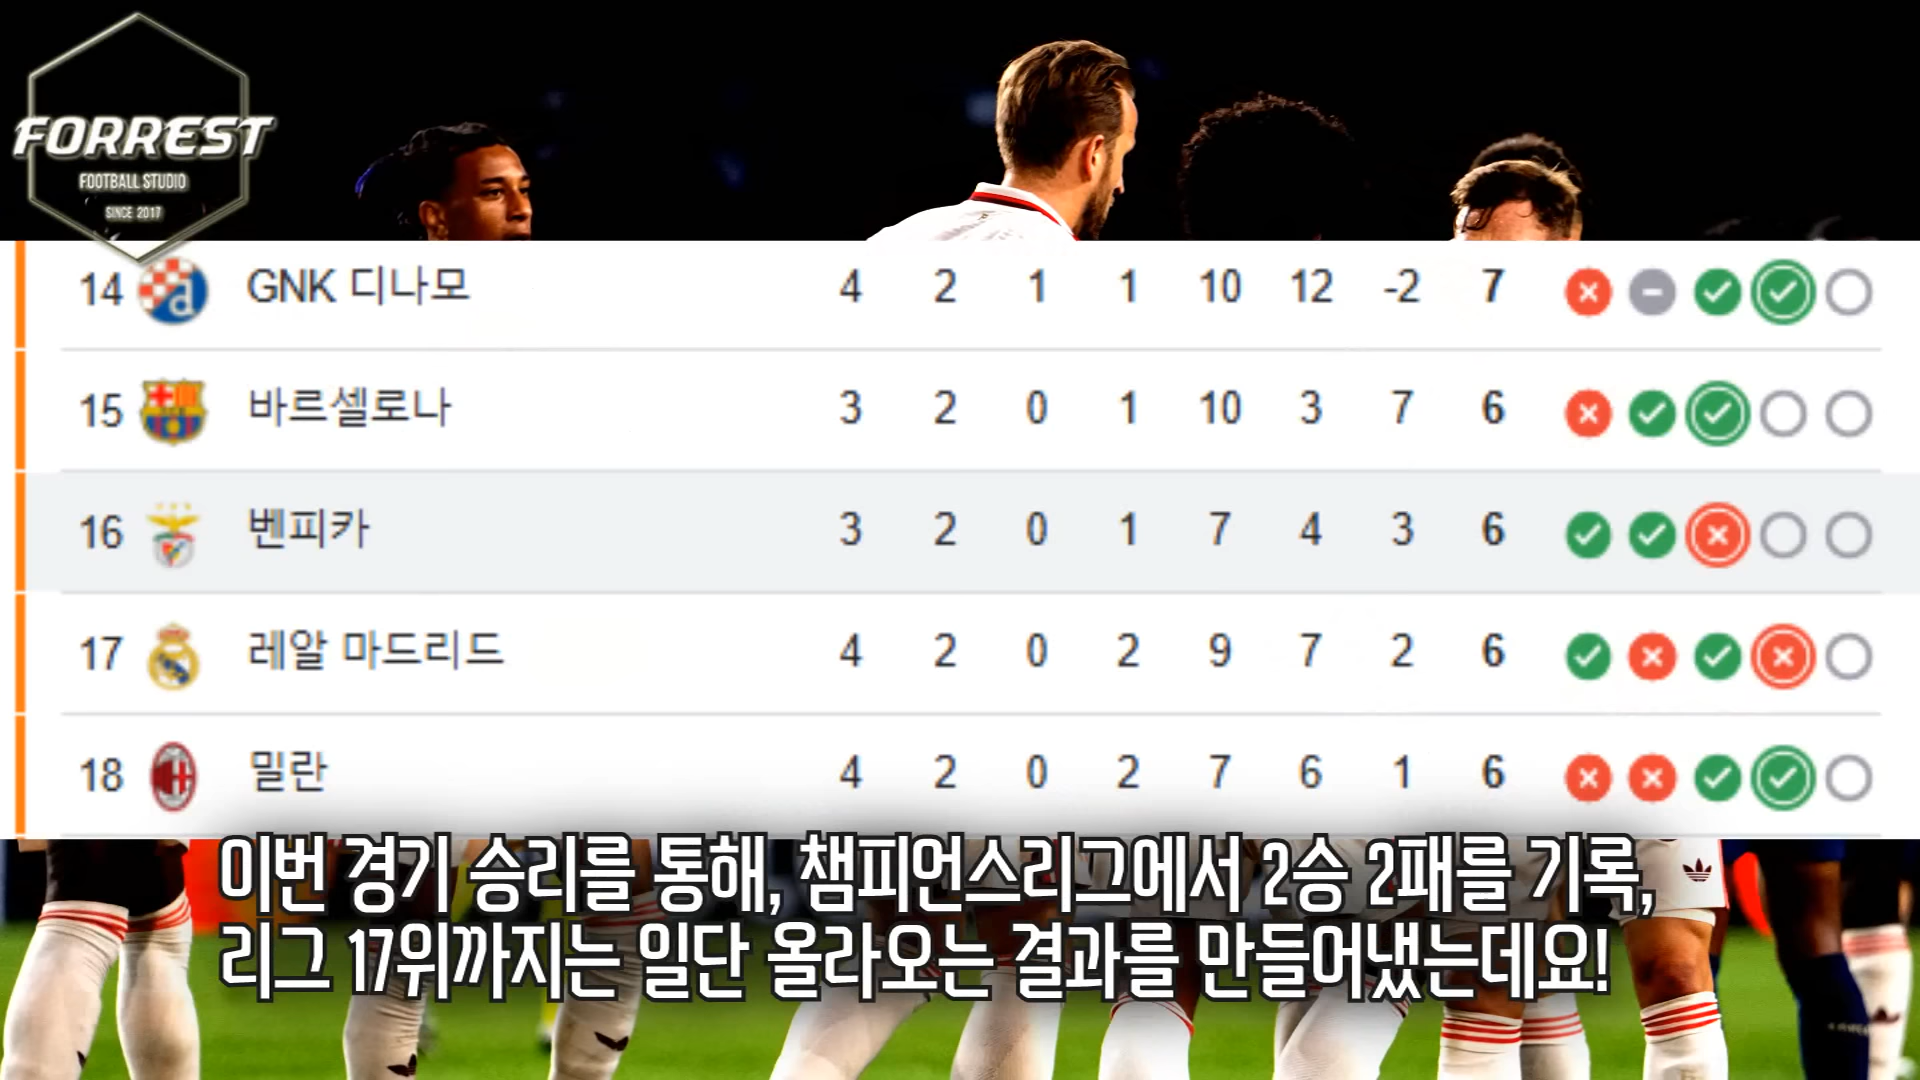 FORREST
FOOTBALL STUDIO
SINCE 2017
14 GNK 디나모 4 2 1 1 10 12 -2 7
15 바르셀로나 3 2 0 1 10 3 7 6
16 벤피카 3 2 0 1 7 4 3 6
17 레알 마드리드 4 2 0 2 9 7 2 6
18 밀란 4 2 0 2 7 6 1 6
이번 경기 승리를 통해, 챔피언스리그에서 2승 2패를 기록,
리그 17위까지는 일단 올라오는 결과를 만들어냈는데요!